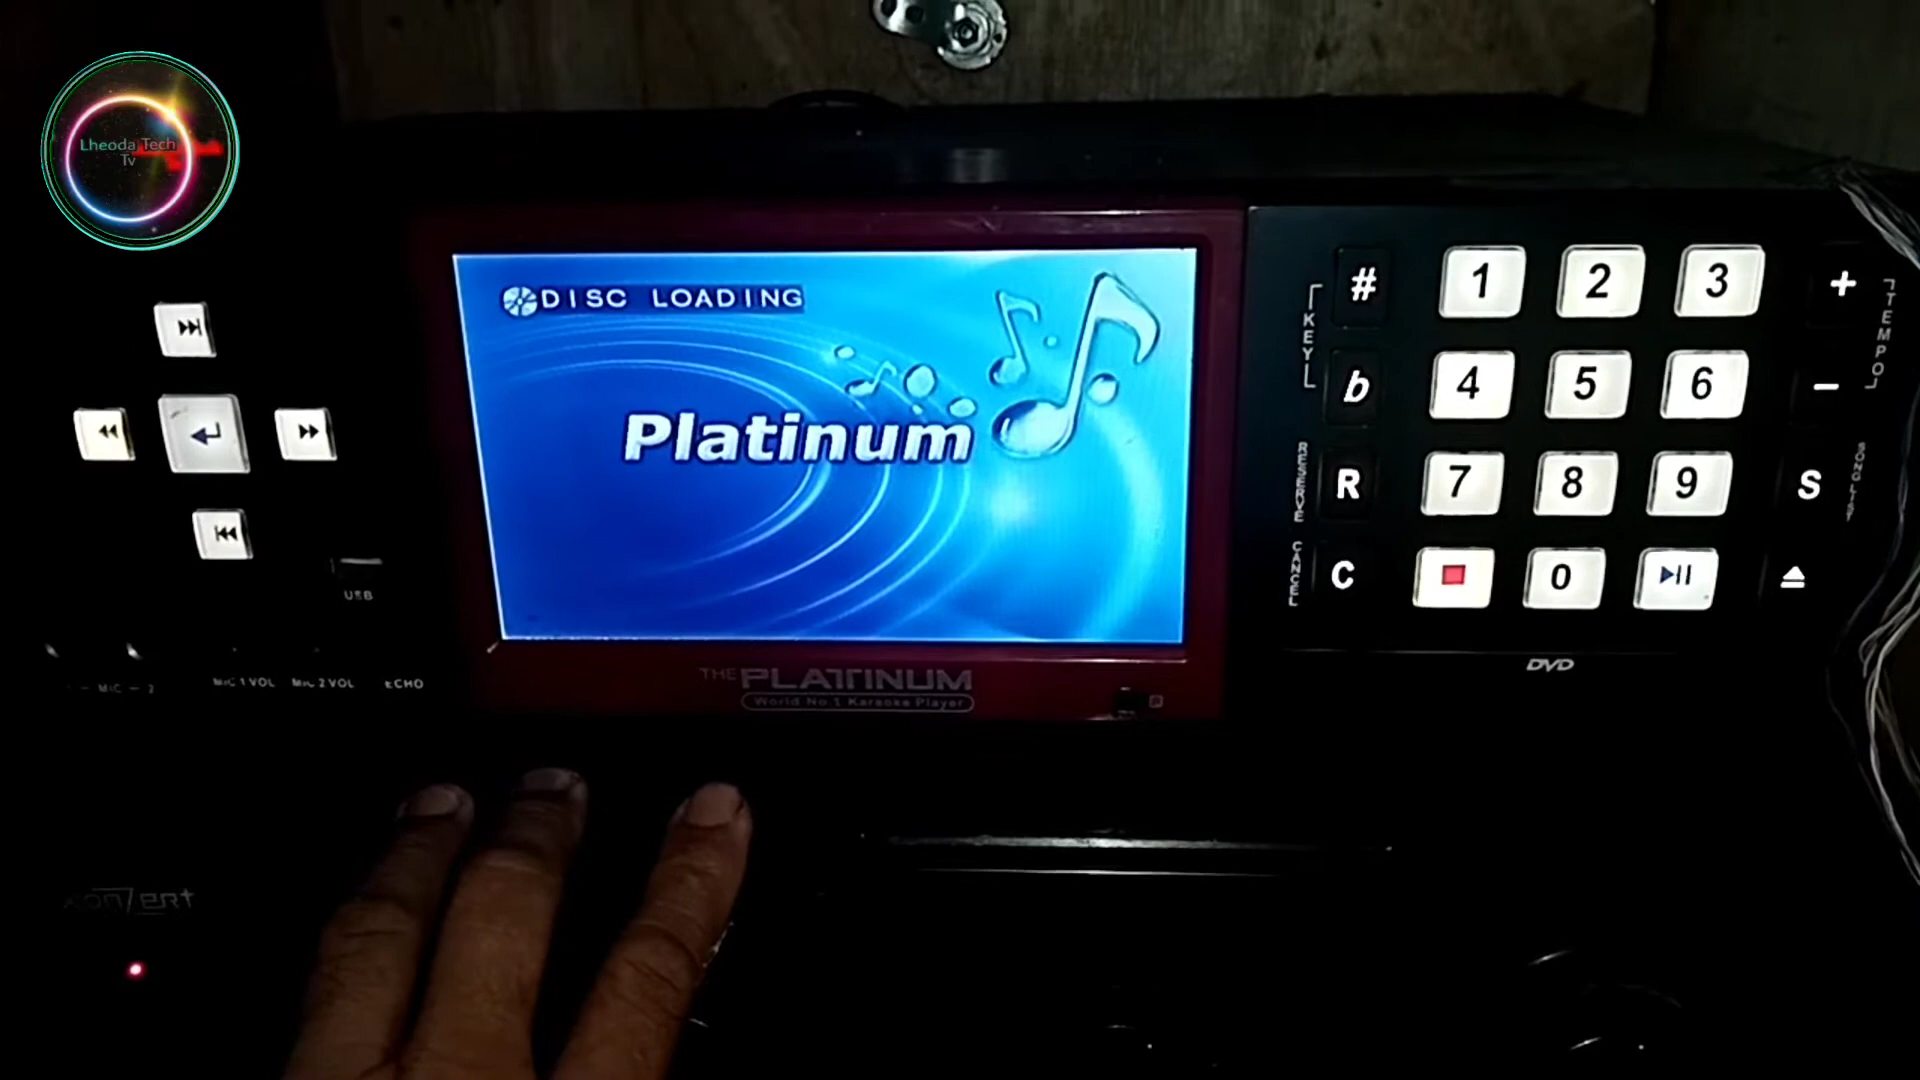 Lheoda Tech
Tv
DISC LOADING
Platinum
THE PLATINUM
World No.1 Karaoke Player
USB
MIC 2
MIC 1 VOL
MIC 2 VOL
ECHO
KEY
# 1 2 3 +
b 4 5 6 −
TEMPO
RESERVE
R 7 8 9 S
SONGLIST
CANCEL
C 0
DVD
Konzert